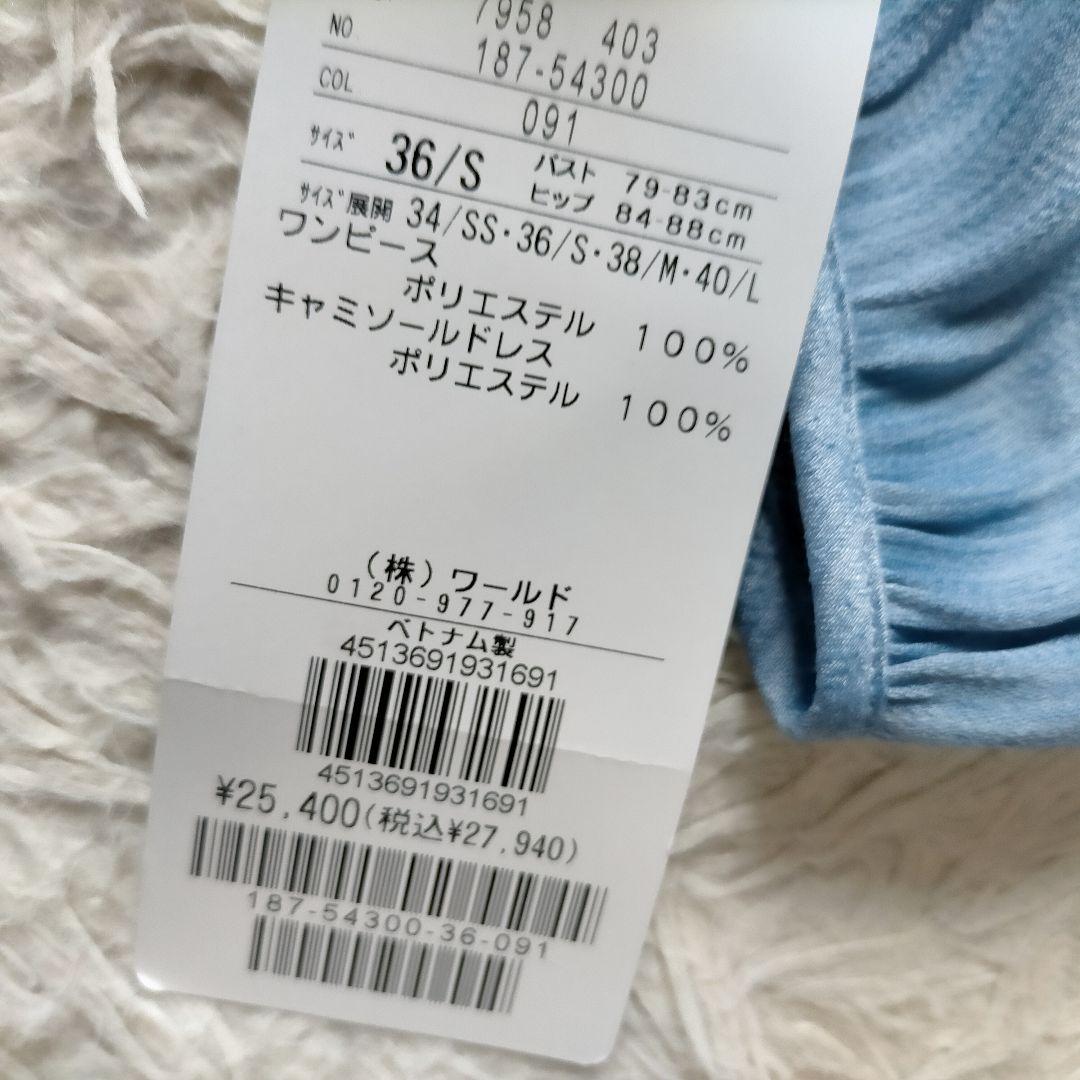 7958 403
NO 187-54300
COL 091
サイズ 36/S バスト 79-83cm
ヒップ 84-88cm
サイズ展開 34/SS・36/S・38/M・40/L
ワンピース
ポリエステル 100%
キャミソールドレス
ポリエステル 100%
(株)ワールド
0120-977-917
ベトナム製
4513691931691
4513691931691
¥25,400(税込¥27,940)
187-54300-36-091